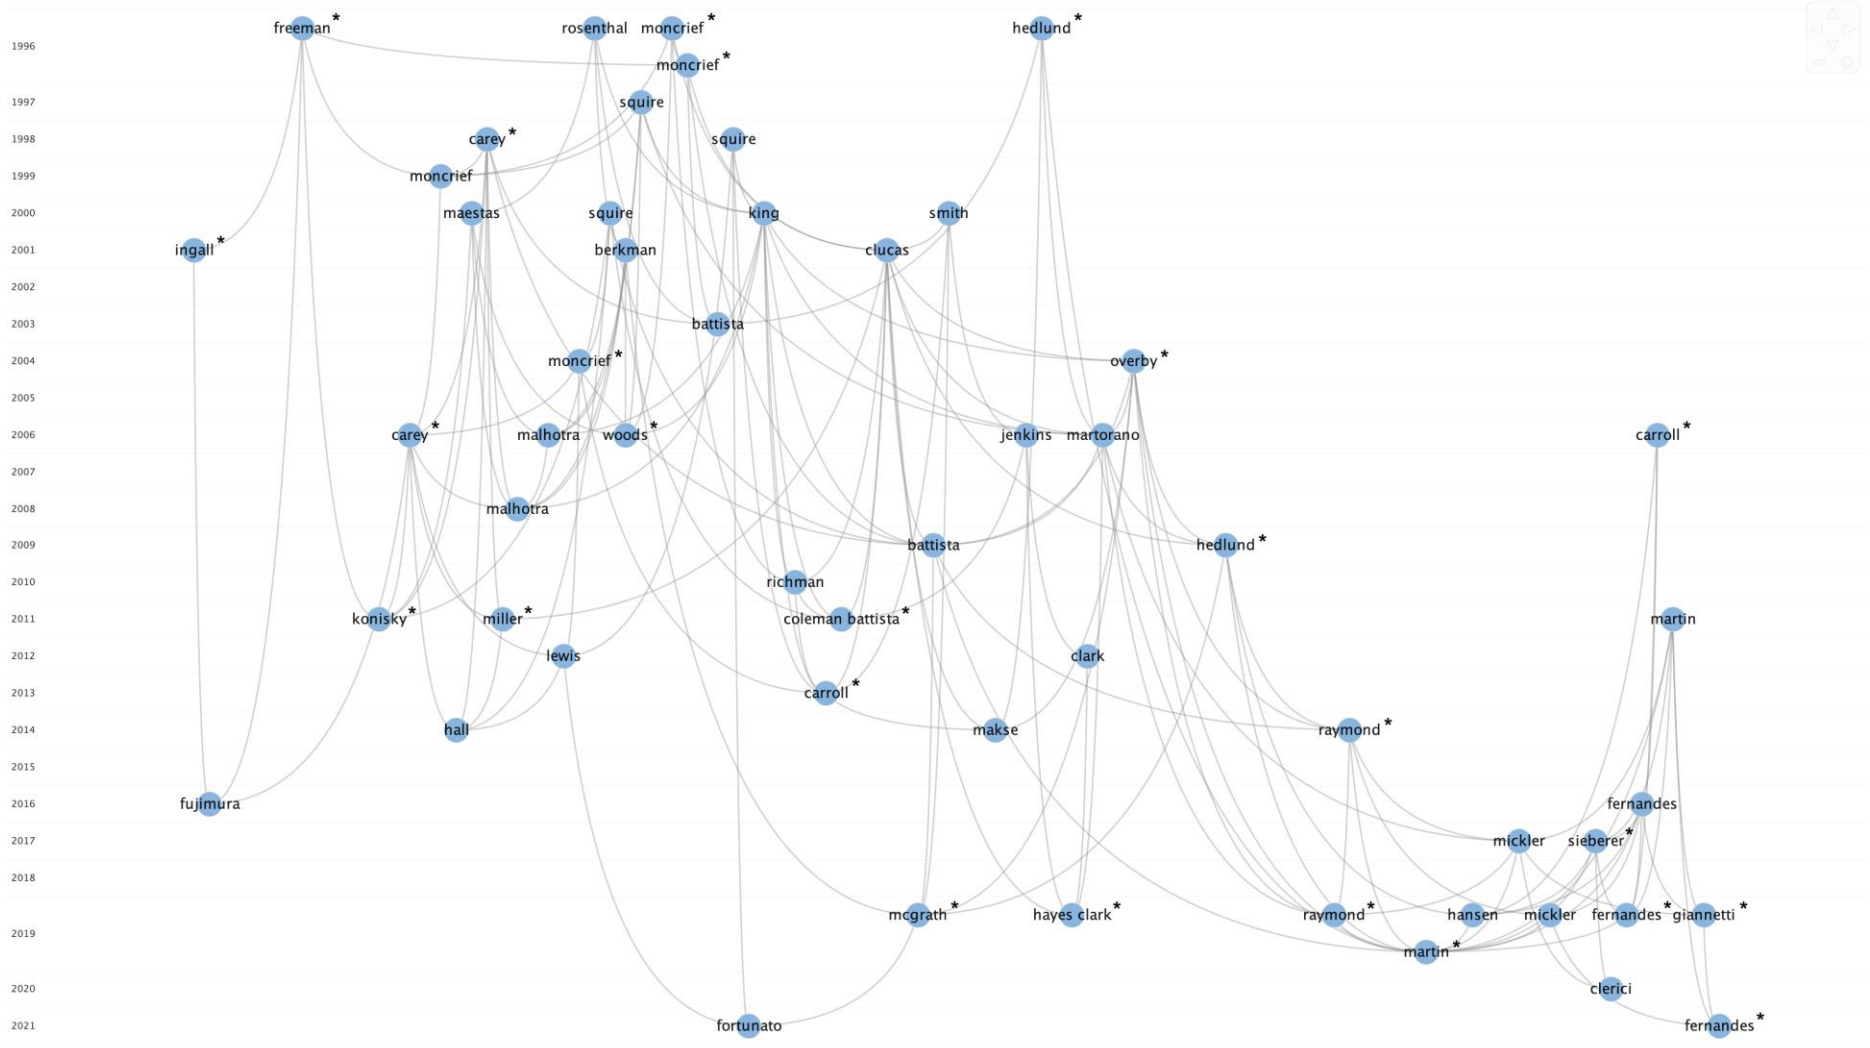 freeman * rosenthal moncrief * hedlund *
1996
moncrief *
1997 squire
1998 carey * squire
1999 moncrief
2000 maestas squire king smith
2001 ingall * berkman clucas
2002
2003 battista
2004 moncrief * overby *
2005
2006 carey * malhotra woods * jenkins martorano carroll *
2007
2008 malhotra
2009 battista hedlund *
2010 richman
2011 konisky * miller * coleman battista * martin
2012 lewis clark
2013 carroll *
2014 hall makse raymond *
2015
2016 fujimura fernandes
2017 mickler sieberer *
2018
mcgrath * hayes clark * raymond * hansen mickler fernandes * giannetti *
2019
martin *
2020 clerici
2021 fortunato fernandes *